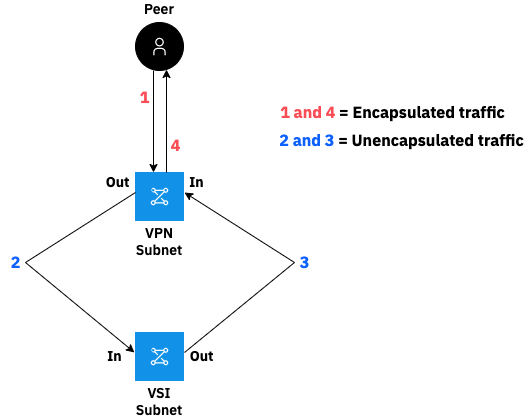 Peer
1
4
1 and 4 = Encapsulated traffic
2 and 3 = Unencapsulated traffic
Out
In
VPN
Subnet
2
3
In
Out
VSI
Subnet